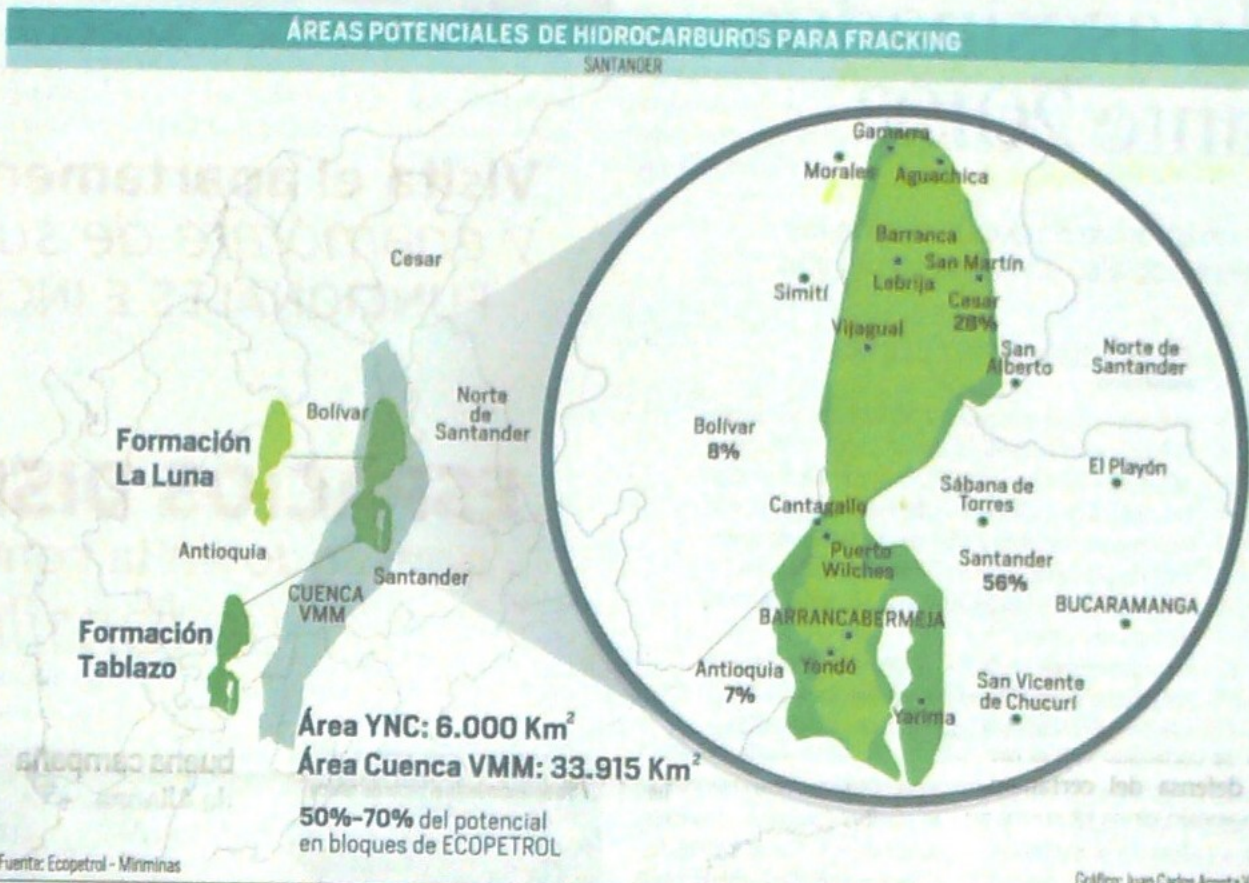 ÁREAS POTENCIALES DE HIDROCARBUROS PARA FRACKING
SANTANDER
Cesar
Bolívar
Norte
de
Santander
Formación
La Luna
Antioquia
Santander
CUENCA
VMM
Formación
Tablazo
Área YNC: 6.000 Km²
Área Cuenca VMM: 33.915 Km²
50%-70% del potencial
en bloques de ECOPETROL
Gamarra
Morales
Aguachica
Barranca
Lebrija
San Martín
Simití
Cesar
28%
Vijagual
San
Alberto
Norte de
Santander
Bolívar
8%
El Playón
Sábana de
Torres
Cantagallo
Puerto
Wilches
Santander
56%
BUCARAMANGA
BARRANCABERMEJA
Antioquia
7%
Yondó
San Vicente
de Chucurí
Yarima
Fuente: Ecopetrol - Minminas
Gráfico: Juan Carlos